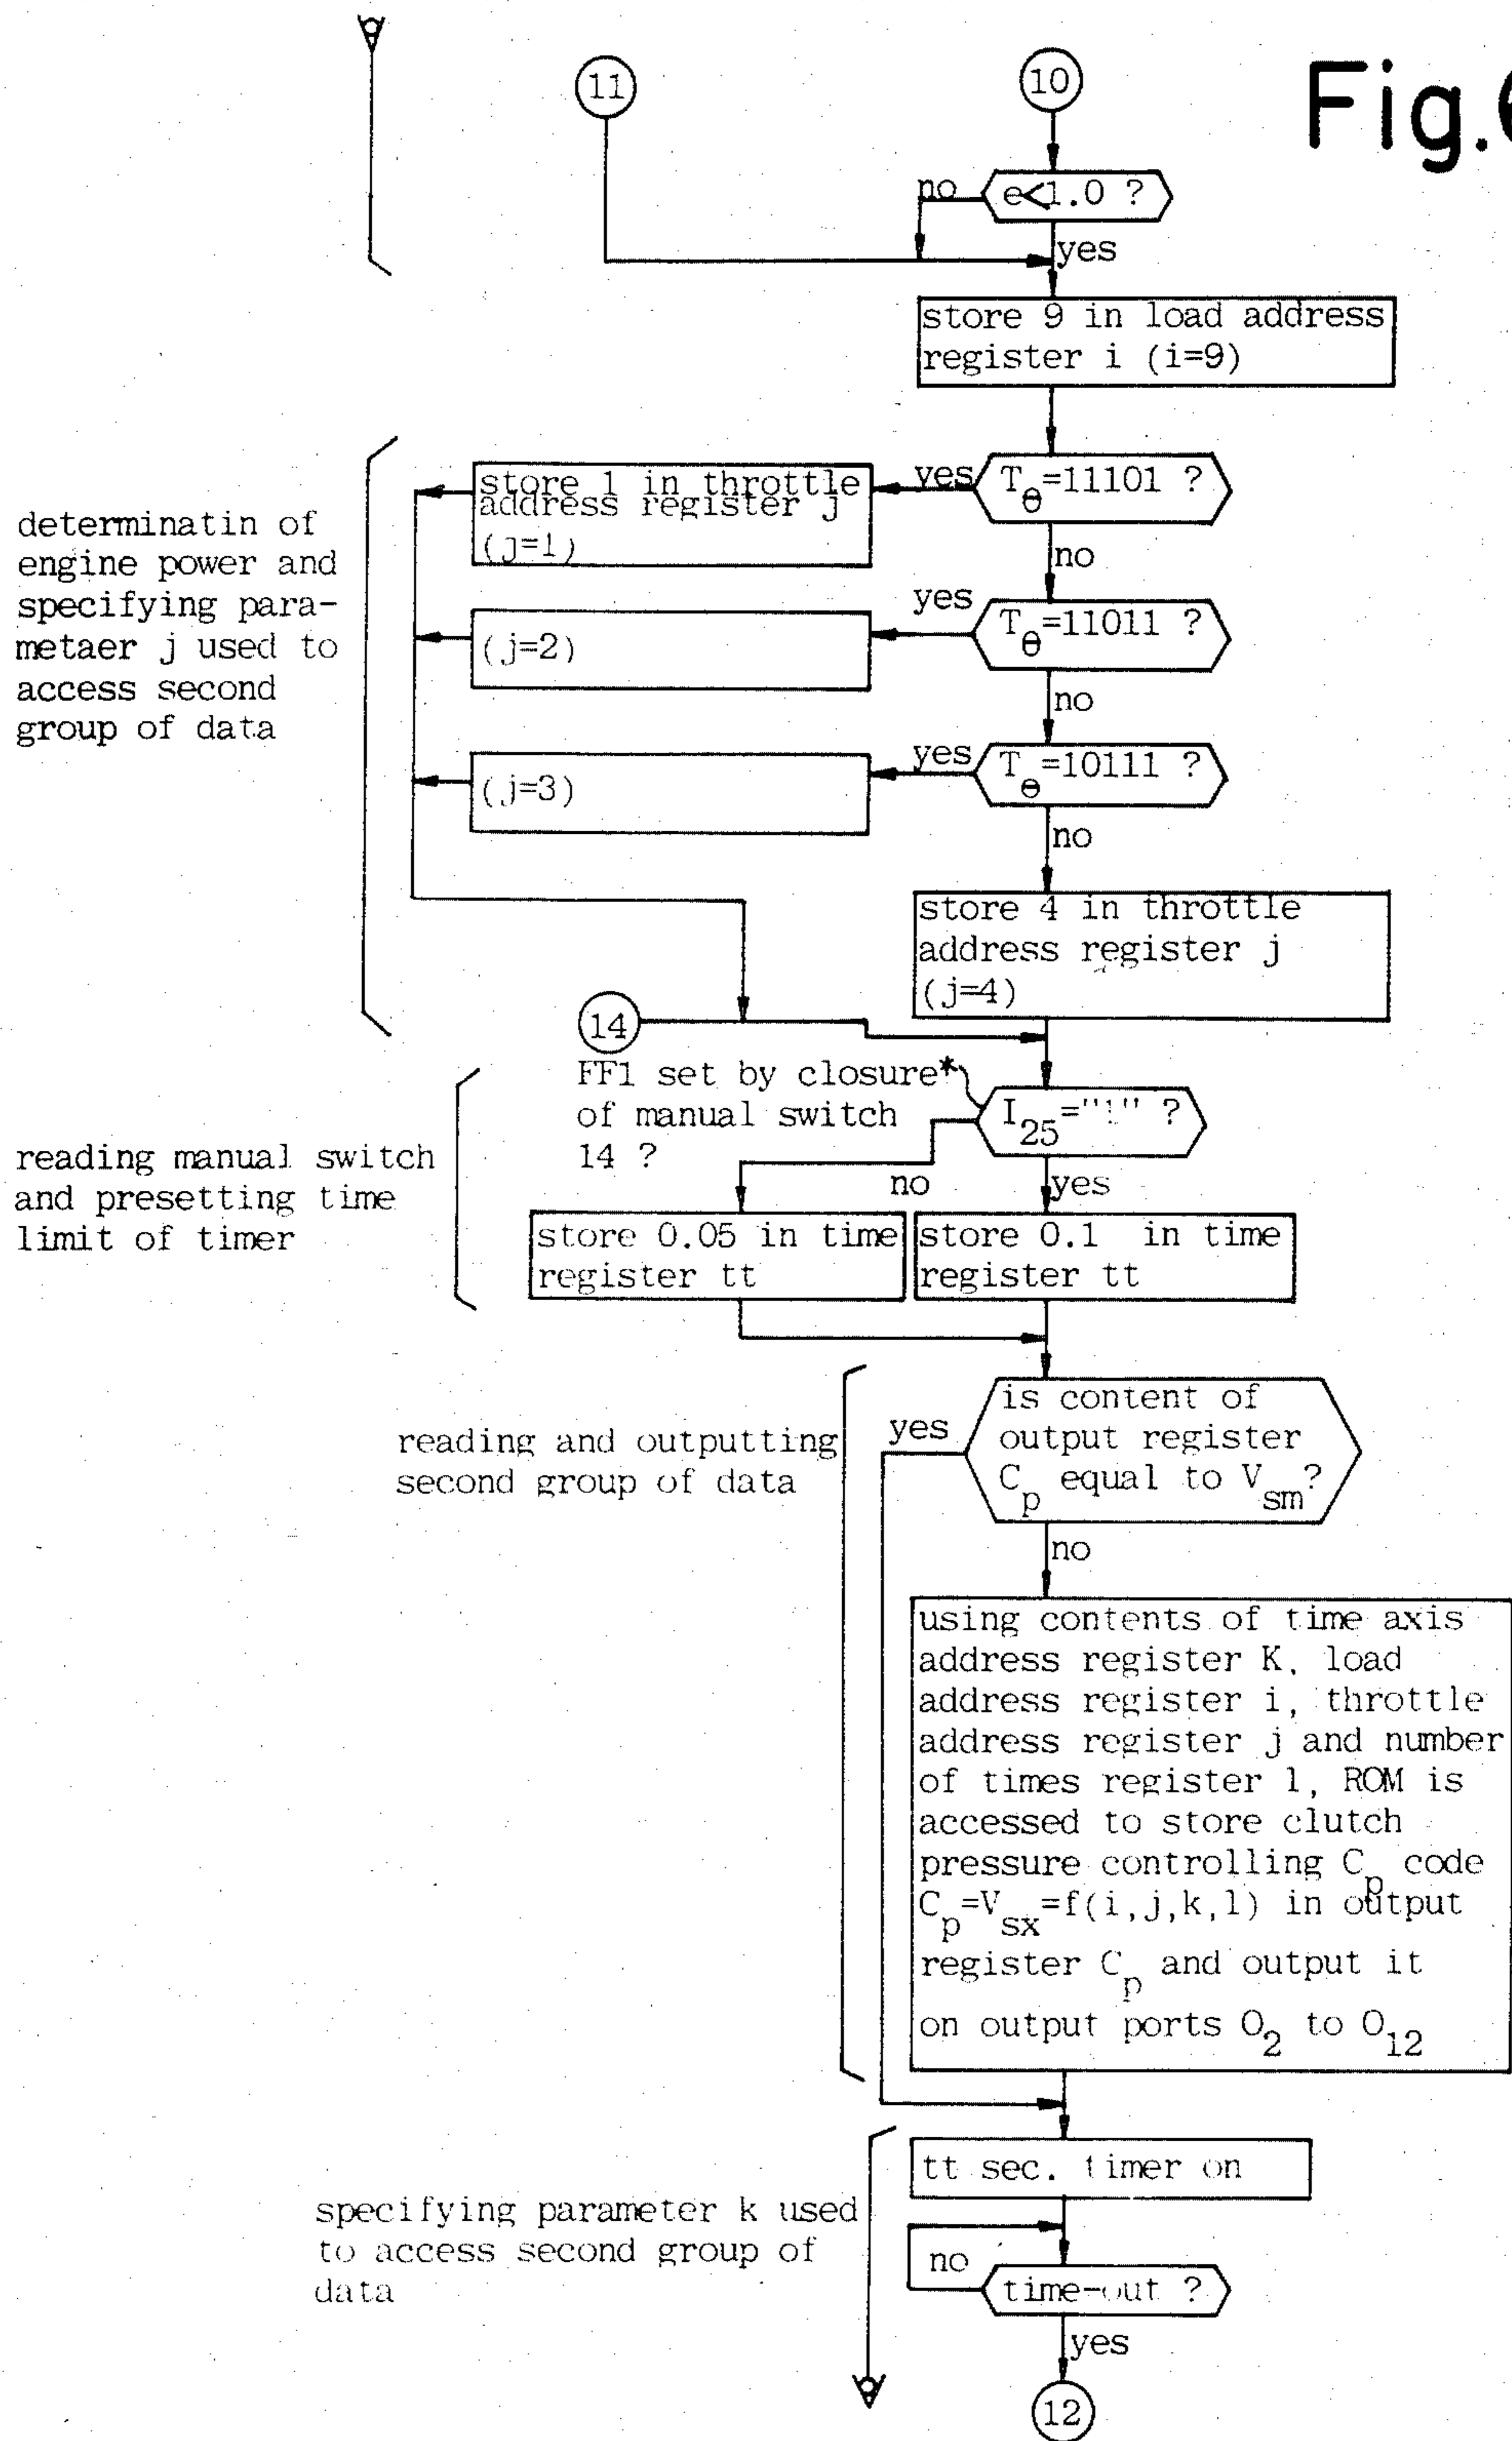 11
10
Fig.6
no
e<1.0 ?
yes
store 9 in load address
register i (i=9)
determinatin of
engine power and
specifying para-
metaer j used to
access second
group of data
store 1 in throttle
address register j
(j=1)
yes
Tθ=11101 ?
no
(j=2)
yes
Tθ=11011 ?
no
(j=3)
yes
Tθ=10111 ?
no
store 4 in throttle
address register j
(j=4)
14
FF1 set by closure*
of manual switch
14 ?
I25="1" ?
reading manual switch
and presetting time
limit of timer
no
yes
store 0.05 in time
register tt
store 0.1 in time
register tt
reading and outputting
second group of data
yes
is content of
output register
Cp equal to Vsm?
no
using contents of time axis
address register K, load
address register i, throttle
address register j and number
of times register l, ROM is
accessed to store clutch
pressure controlling Cp code
Cp=Vsx=f(i,j,k,l) in output
register Cp and output it
on output ports O2 to O12
tt sec. timer on
specifying parameter k used
to access second group of
data
no
time-out ?
yes
12